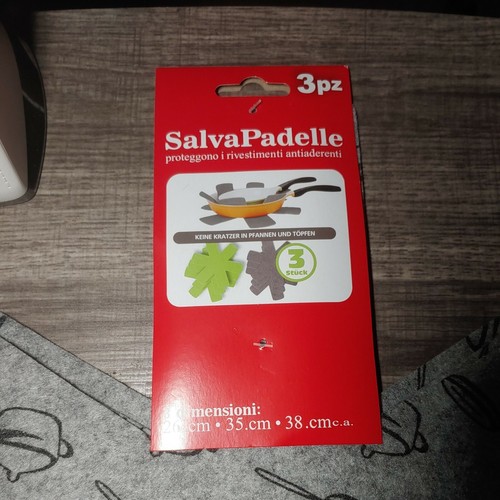 3pz
SalvaPadelle
proteggono i rivestimenti antiaderenti
KEINE KRATZER IN PFANNEN UND TÖPFEN
3
Stück
dimensioni:
cm • 35.cm • 38.cm c.a.